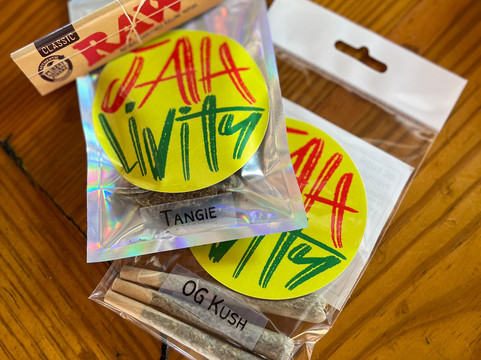 CLASSIC
RAW
JAH
Livity
TANGIE
JAH
Livity
OG KUSH